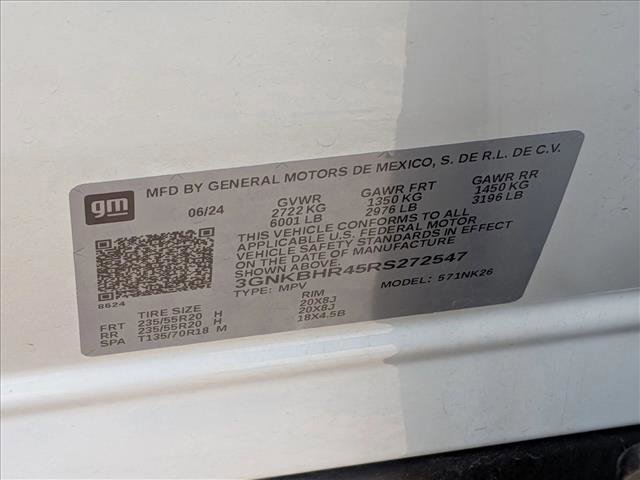 gm
MFD BY GENERAL MOTORS DE MEXICO, S. DE R.L. DE C.V.
06/24
GVWR GAWR FRT GAWR RR
2722 KG 1350 KG 1450 KG
6001 LB 2976 LB 3196 LB
THIS VEHICLE CONFORMS TO ALL
APPLICABLE U.S. FEDERAL MOTOR
VEHICLE SAFETY STANDARDS IN EFFECT
ON THE DATE OF MANUFACTURE
SHOWN ABOVE.
3GNKBHR45RS272547
TYPE: MPV MODEL: 571NK26
8624
TIRE SIZE RIM
FRT 235/55R20 H 20X8J
RR 235/55R20 H 20X8J
SPA T135/70R18 M 18X4.5B